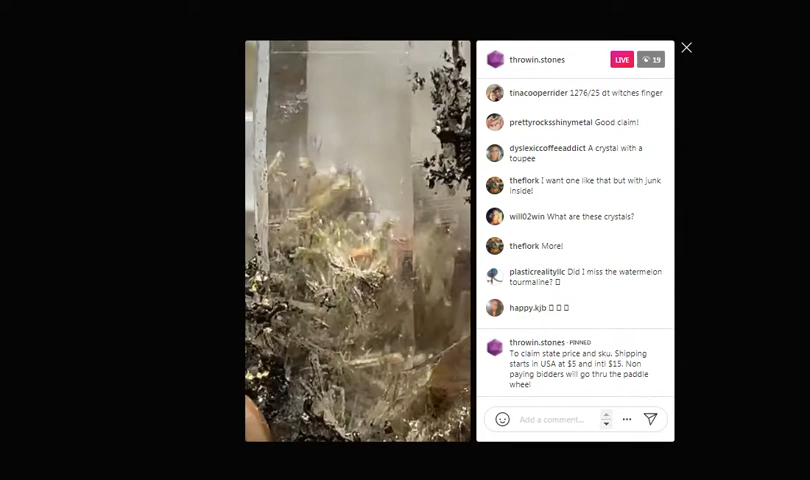 throwin.stones
LIVE
19
tinacooperrider 1276/25 dt witches finger
prettyrocksshinymetal Good claim!
dyslexiccoffeeaddict A crystal with a
toupee
theflork I want one like that but with junk
inside!
will02win What are these crystals?
theflork More!
plasticrealityllc Did I miss the watermelon
tourmaline?
happy.kjb
throwin.stones · PINNED
To claim state price and sku. Shipping
starts in USA at $5 and intl $15. Non
paying bidders will go thru the paddle
wheel
Add a comment...